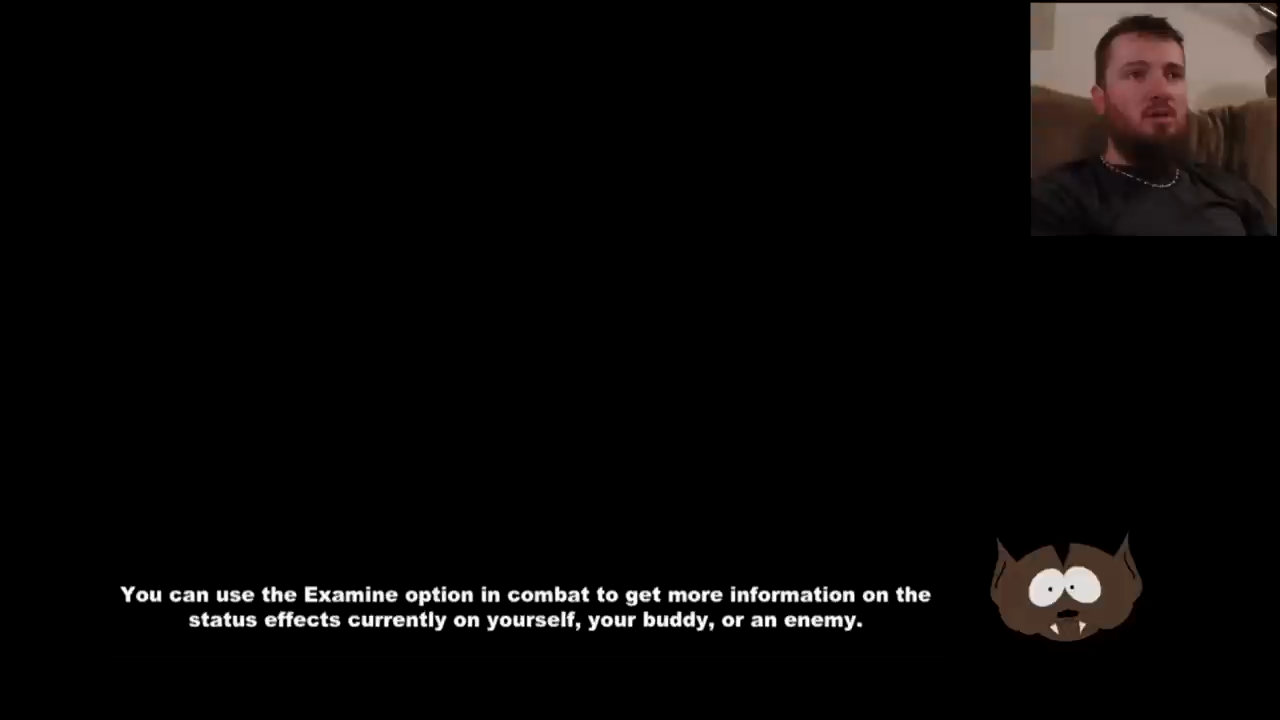 You can use the Examine option in combat to get more information on the
status effects currently on yourself, your buddy, or an enemy.